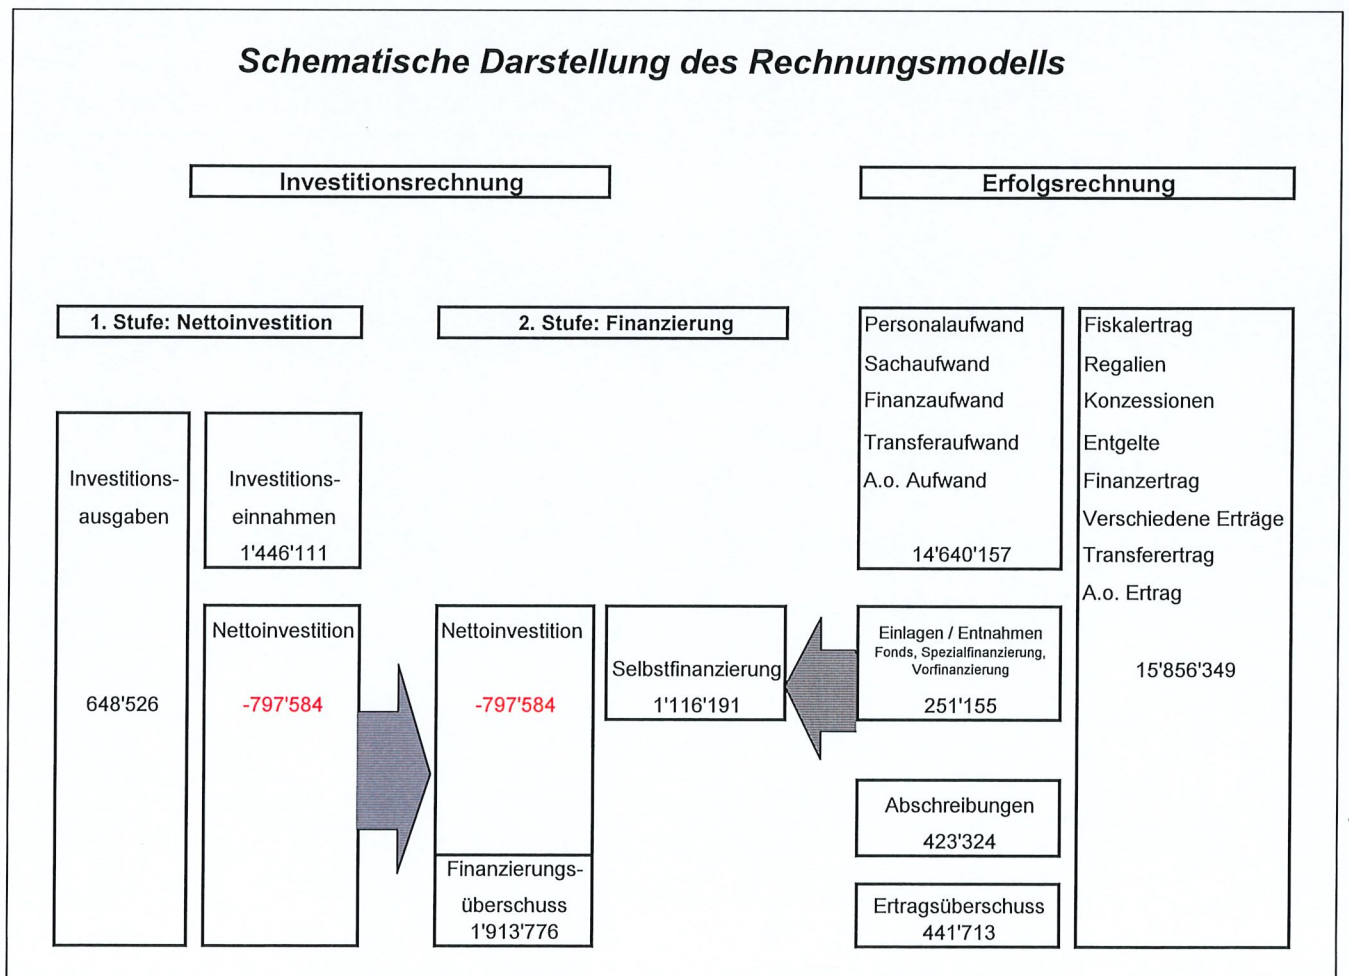 Schematische Darstellung des Rechnungsmodells
Investitionsrechnung
Erfolgsrechnung
1. Stufe: Nettoinvestition
2. Stufe: Finanzierung
Investitions-
ausgaben
648'526
Investitions-
einnahmen
1'446'111
Nettoinvestition
-797'584
Nettoinvestition
-797'584
Finanzierungs-
überschuss
1'913'776
Selbstfinanzierung
1'116'191
Personalaufwand
Sachaufwand
Finanzaufwand
Transferaufwand
A.o. Aufwand
14'640'157
Einlagen / Entnahmen
Fonds, Spezialfinanzierung,
Vorfinanzierung
251'155
Abschreibungen
423'324
Ertragsüberschuss
441'713
Fiskalertrag
Regalien
Konzessionen
Entgelte
Finanzertrag
Verschiedene Erträge
Transferertrag
A.o. Ertrag
15'856'349